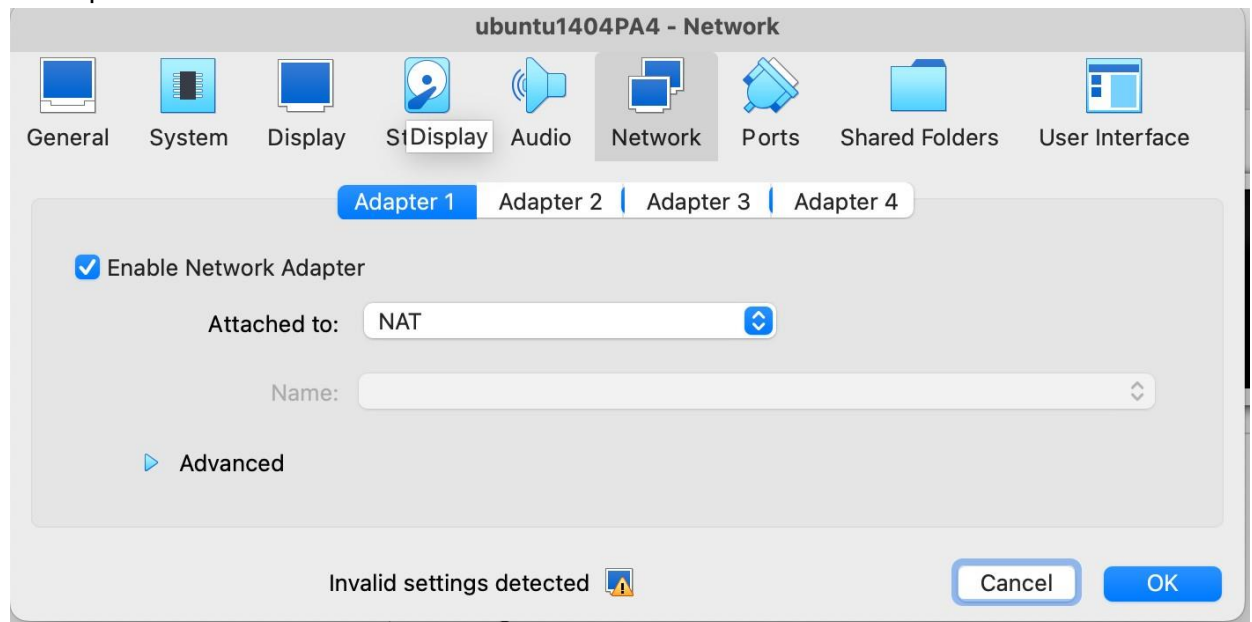 ubuntu1404PA4 - Network
General System Display St Display Audio Network Ports Shared Folders User Interface
Adapter 1 Adapter 2 Adapter 3 Adapter 4
Enable Network Adapter
Attached to: NAT
Name:
Advanced
Invalid settings detected Cancel OK